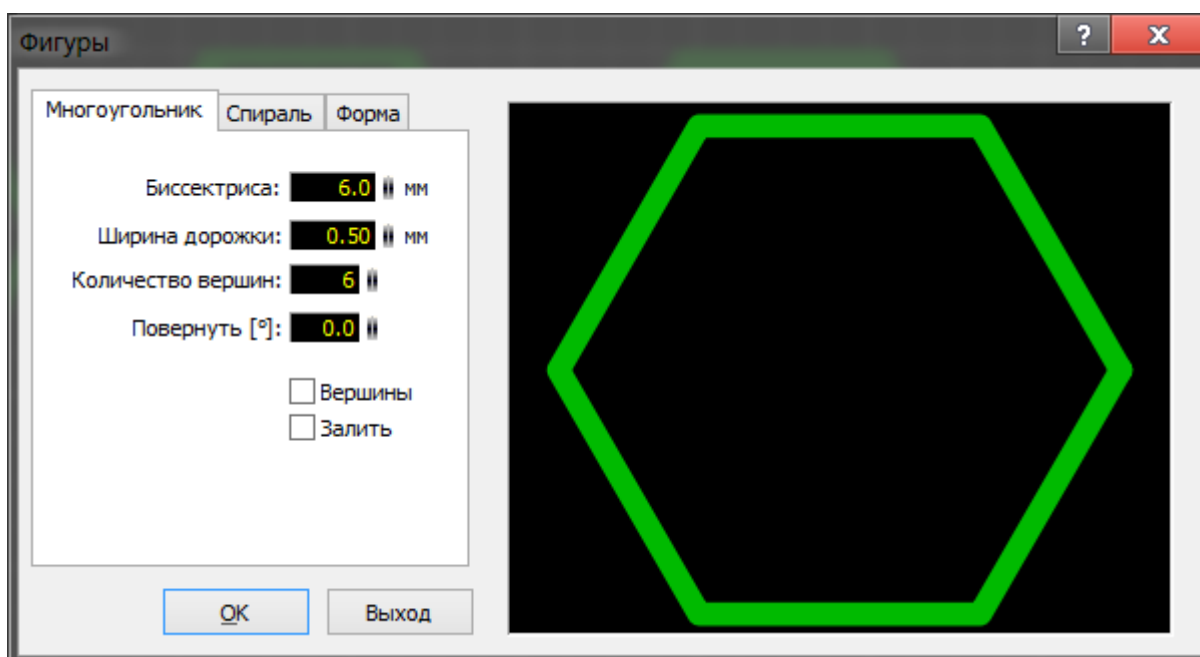 Фигуры
? x
Многоугольник Спираль Форма
Биссектриса: 6.0 мм
Ширина дорожки: 0.50 мм
Количество вершин: 6
Повернуть [°]: 0.0
Вершины
Залить
OK Выход